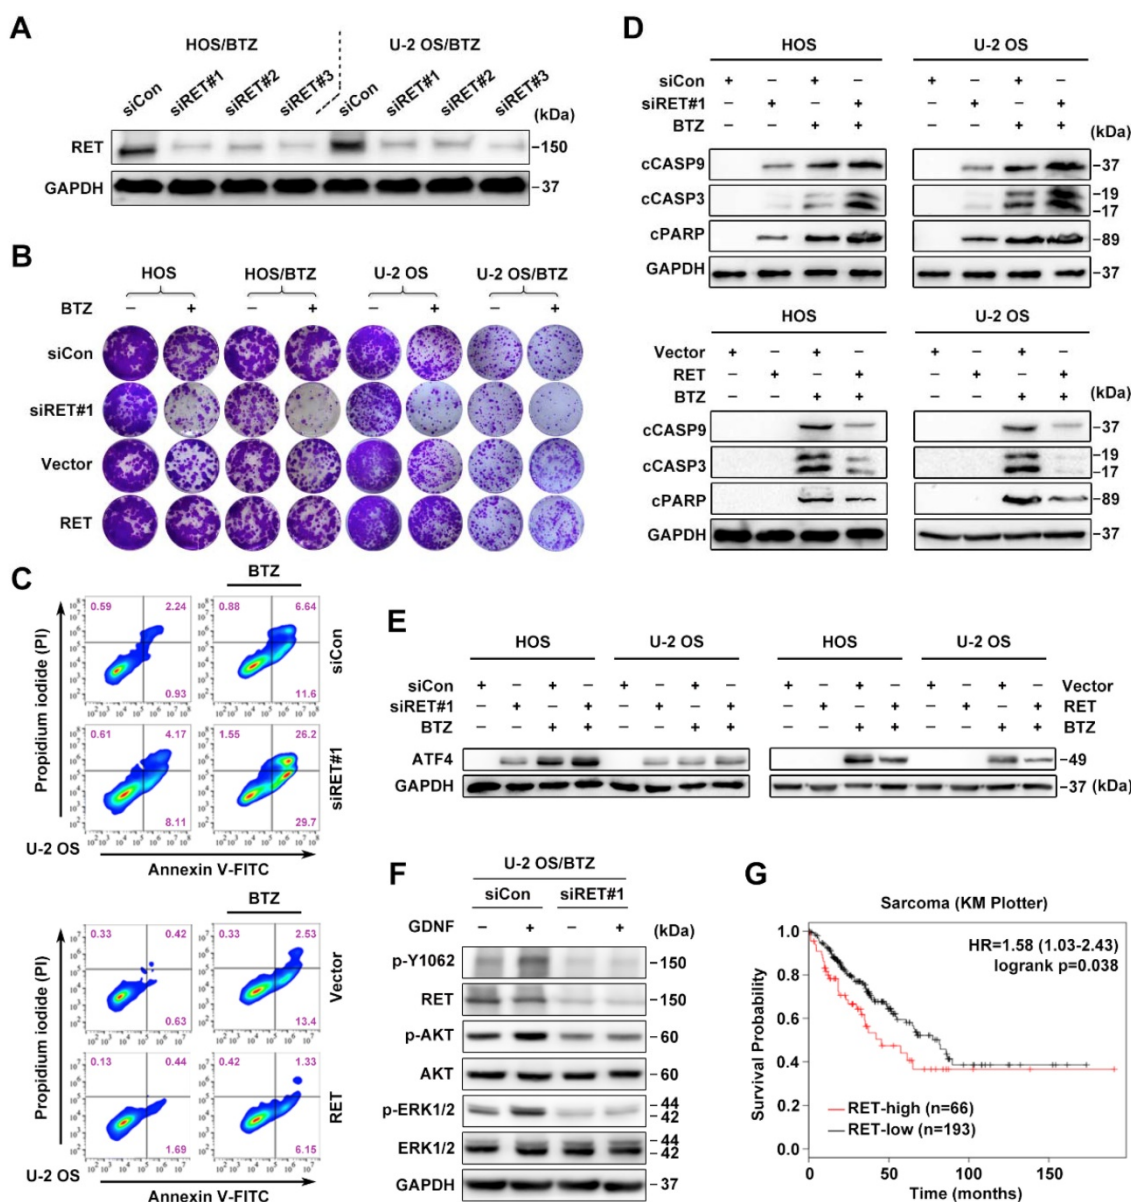 A
HOS/BTZ U-2 OS/BTZ
siCon siRET#1 siRET#2 siRET#3 siCon siRET#1 siRET#2 siRET#3 (kDa)
RET -150
GAPDH -37
B
HOS HOS/BTZ U-2 OS U-2 OS/BTZ
BTZ − + − + − + − +
siCon
siRET#1
Vector
RET
C
BTZ
Propidium iodide (PI)
0.59 2.24 0.88 6.64
0.93 11.6
siCon
0.61 4.17 1.55 26.2
8.11 29.7
siRET#1
U-2 OS
Annexin V-FITC
BTZ
Propidium iodide (PI)
0.33 0.42 0.33 2.53
0.63 13.4
Vector
0.13 0.44 0.42 1.33
1.69 6.15
RET
U-2 OS
Annexin V-FITC
D
HOS U-2 OS
siCon + − + − + − + −
siRET#1 − + − + − + − +
BTZ − − + + − − + + (kDa)
cCASP9 -37
cCASP3 -19
-17
cPARP -89
GAPDH -37
HOS U-2 OS
Vector + − + − + − + −
RET − + − + − + − +
BTZ − − + + − − + + (kDa)
cCASP9 -37
cCASP3 -19
-17
cPARP -89
GAPDH -37
E
HOS U-2 OS HOS U-2 OS
siCon + − + − + − + − + − + − + − + − Vector
siRET#1 − + − + − + − + − + − + − + − + RET
BTZ − − + + − − + + − − + + − − + + BTZ
ATF4 -49
GAPDH -37 (kDa)
F
U-2 OS/BTZ
siCon siRET#1
GDNF − + − + (kDa)
p-Y1062 -150
RET -150
p-AKT -60
AKT -60
p-ERK1/2 44
42
ERK1/2 44
42
GAPDH -37
G
Sarcoma (KM Plotter)
HR=1.58 (1.03-2.43)
logrank p=0.038
Survival Probability
1.0
0.8
0.6
0.4
0.2
0.0
RET-high (n=66)
RET-low (n=193)
0 50 100 150
Time (months)